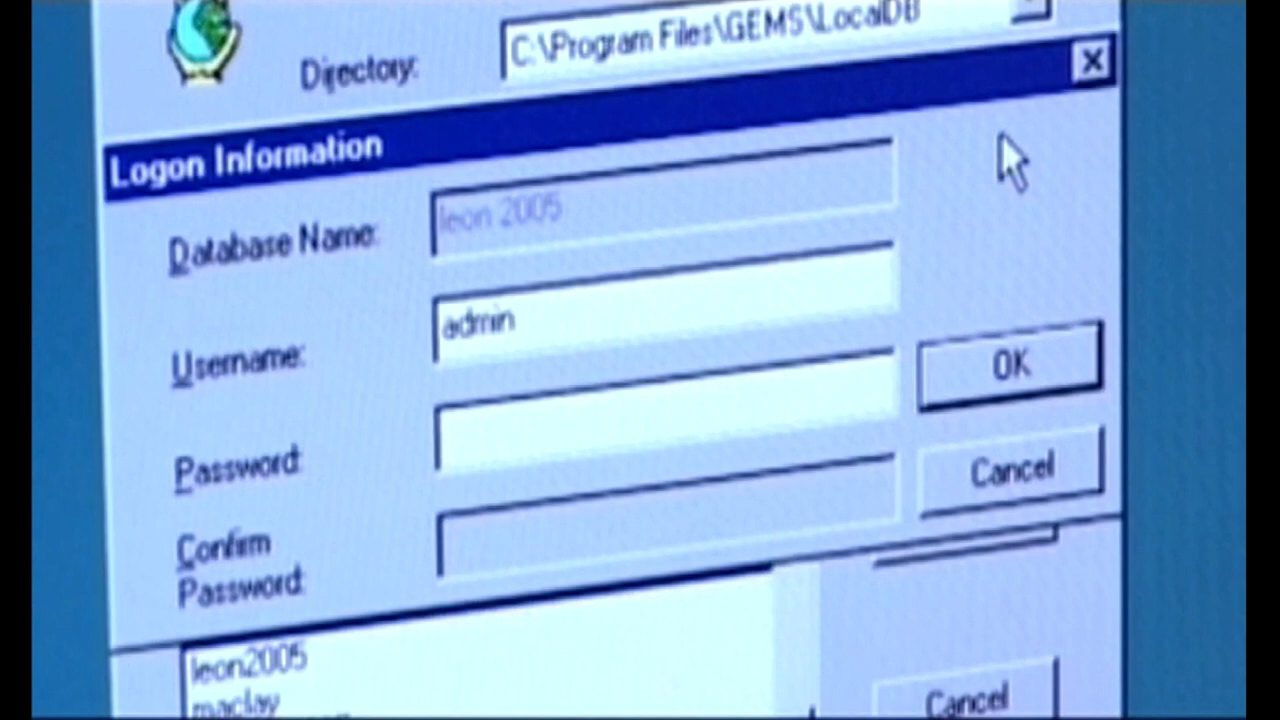 Directory: C:\Program Files\GEMS\LocalDB
Logon Information
Database Name: leon 2005
Username: admin
OK
Password:
Cancel
Confirm
Password:
leon2005
maclay
Cancel